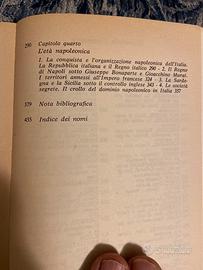 290 Capitolo quarto
L'età napoleonica
1. La conquista e l'organizzazione napoleonica dell'Italia.
La Repubblica italiana e il Regno italico 290 - 2. Il Regno
di Napoli sotto Giuseppe Bonaparte e Gioacchino Murat.
I territori annessi all'Impero francese 324 - 3. La Sarde-
gna e la Sicilia sotto il controllo inglese 343 - 4. Le società
segrete. Il crollo del dominio napoleonico in Italia 357
379 Nota bibliografica
455 Indice dei nomi